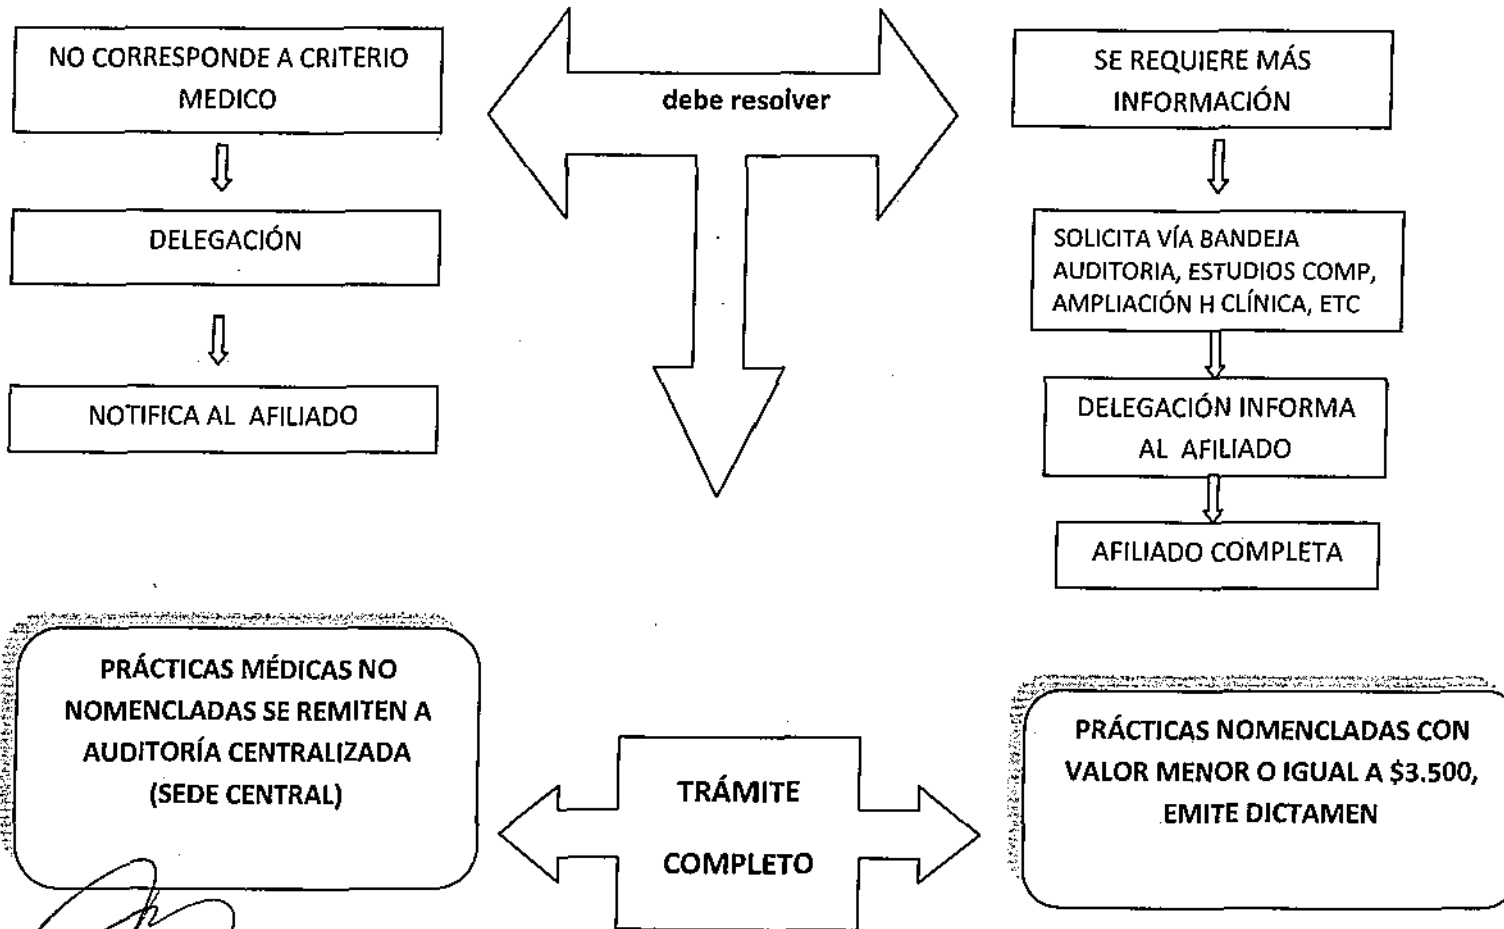 NO CORRESPONDE A CRITERIO
MEDICO
DELEGACIÓN
NOTIFICA AL AFILIADO
debe resolver
SE REQUIERE MÁS
INFORMACIÓN
SOLICITA VÍA BANDEJA
AUDITORIA, ESTUDIOS COMP,
AMPLIACIÓN H CLÍNICA, ETC
DELEGACIÓN INFORMA
AL AFILIADO
AFILIADO COMPLETA
PRÁCTICAS MÉDICAS NO
NOMENCLADAS SE REMITEN A
AUDITORÍA CENTRALIZADA
(SEDE CENTRAL)
TRÁMITE
COMPLETO
PRÁCTICAS NOMENCLADAS CON
VALOR MENOR O IGUAL A $3.500,
EMITE DICTAMEN